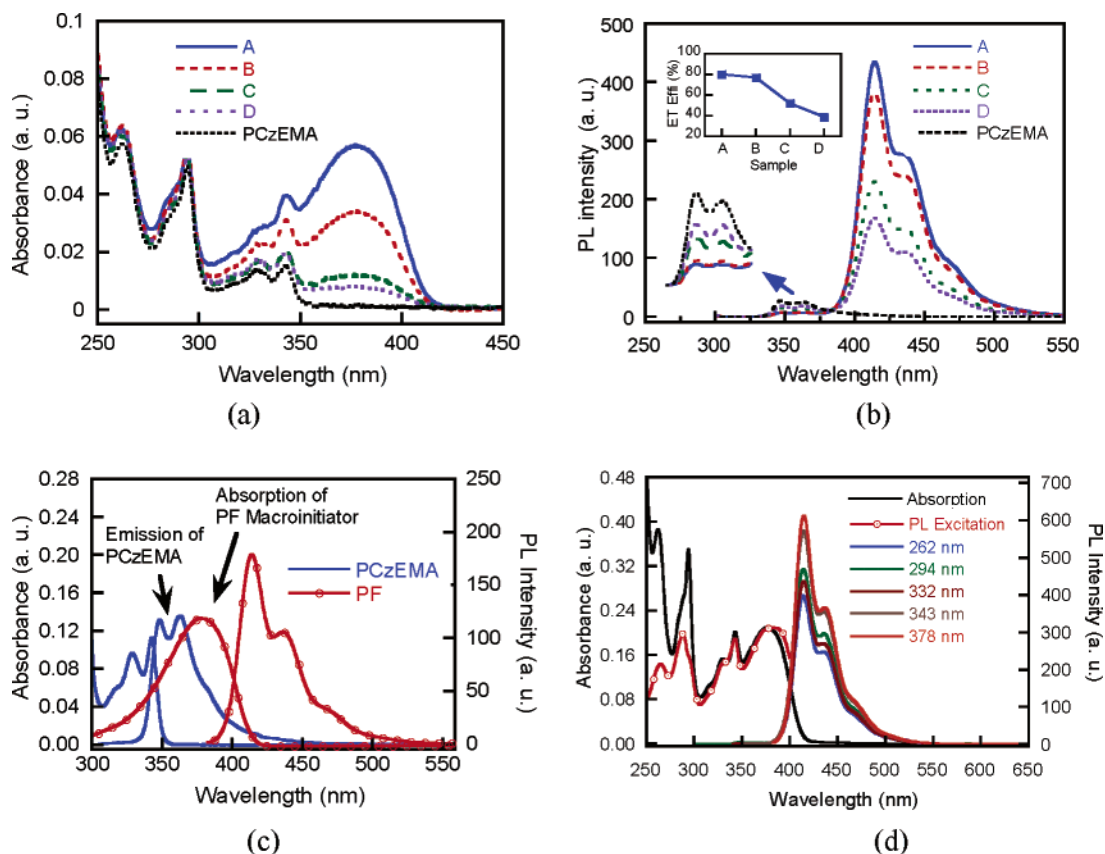 0.1
0.08
0.06
0.04
0.02
0
Absorbance (a. u.)
A
B
C
D
PCzEMA
250 300 350 400 450
Wavelength (nm)
(a)
500
400
300
200
100
0
PL intensity (a. u.)
100
80
60
40
20
ET Effi (%)
A B C D
Sample
A
B
C
D
PCzEMA
250 300 350 400 450 500 550
Wavelength (nm)
(b)
0.28
0.24
0.20
0.16
0.12
0.08
0.04
0.00
Absorbance (a. u.)
Absorption of
PF Macroinitiator
Emission of
PCzEMA
PCzEMA
PF
250
200
150
100
50
0
PL Intensity (a. u.)
300 350 400 450 500 550
Wavelength (nm)
(c)
0.48
0.40
0.32
0.24
0.16
0.08
0.00
Absorbance (a. u.)
Absorption
PL Excitation
262 nm
294 nm
332 nm
343 nm
378 nm
700
600
500
400
300
200
100
0
PL Intensity (a. u.)
250 300 350 400 450 500 550 600 650
Wavelength (nm)
(d)